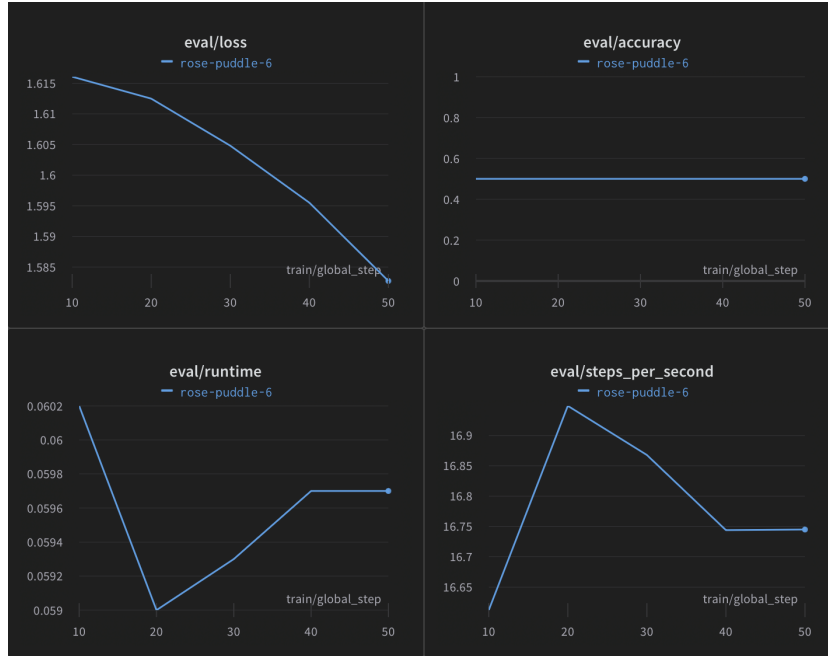 eval/loss
rose-puddle-6
1.615
1.61
1.605
1.6
1.595
1.59
1.585
train/global_step
10 20 30 40 50
eval/accuracy
rose-puddle-6
1
0.8
0.6
0.4
0.2
0
train/global_step
10 20 30 40 50
eval/runtime
rose-puddle-6
0.0602
0.06
0.0598
0.0596
0.0594
0.0592
0.059
train/global_step
10 20 30 40 50
eval/steps_per_second
rose-puddle-6
16.9
16.85
16.8
16.75
16.7
16.65
train/global_step
10 20 30 40 50